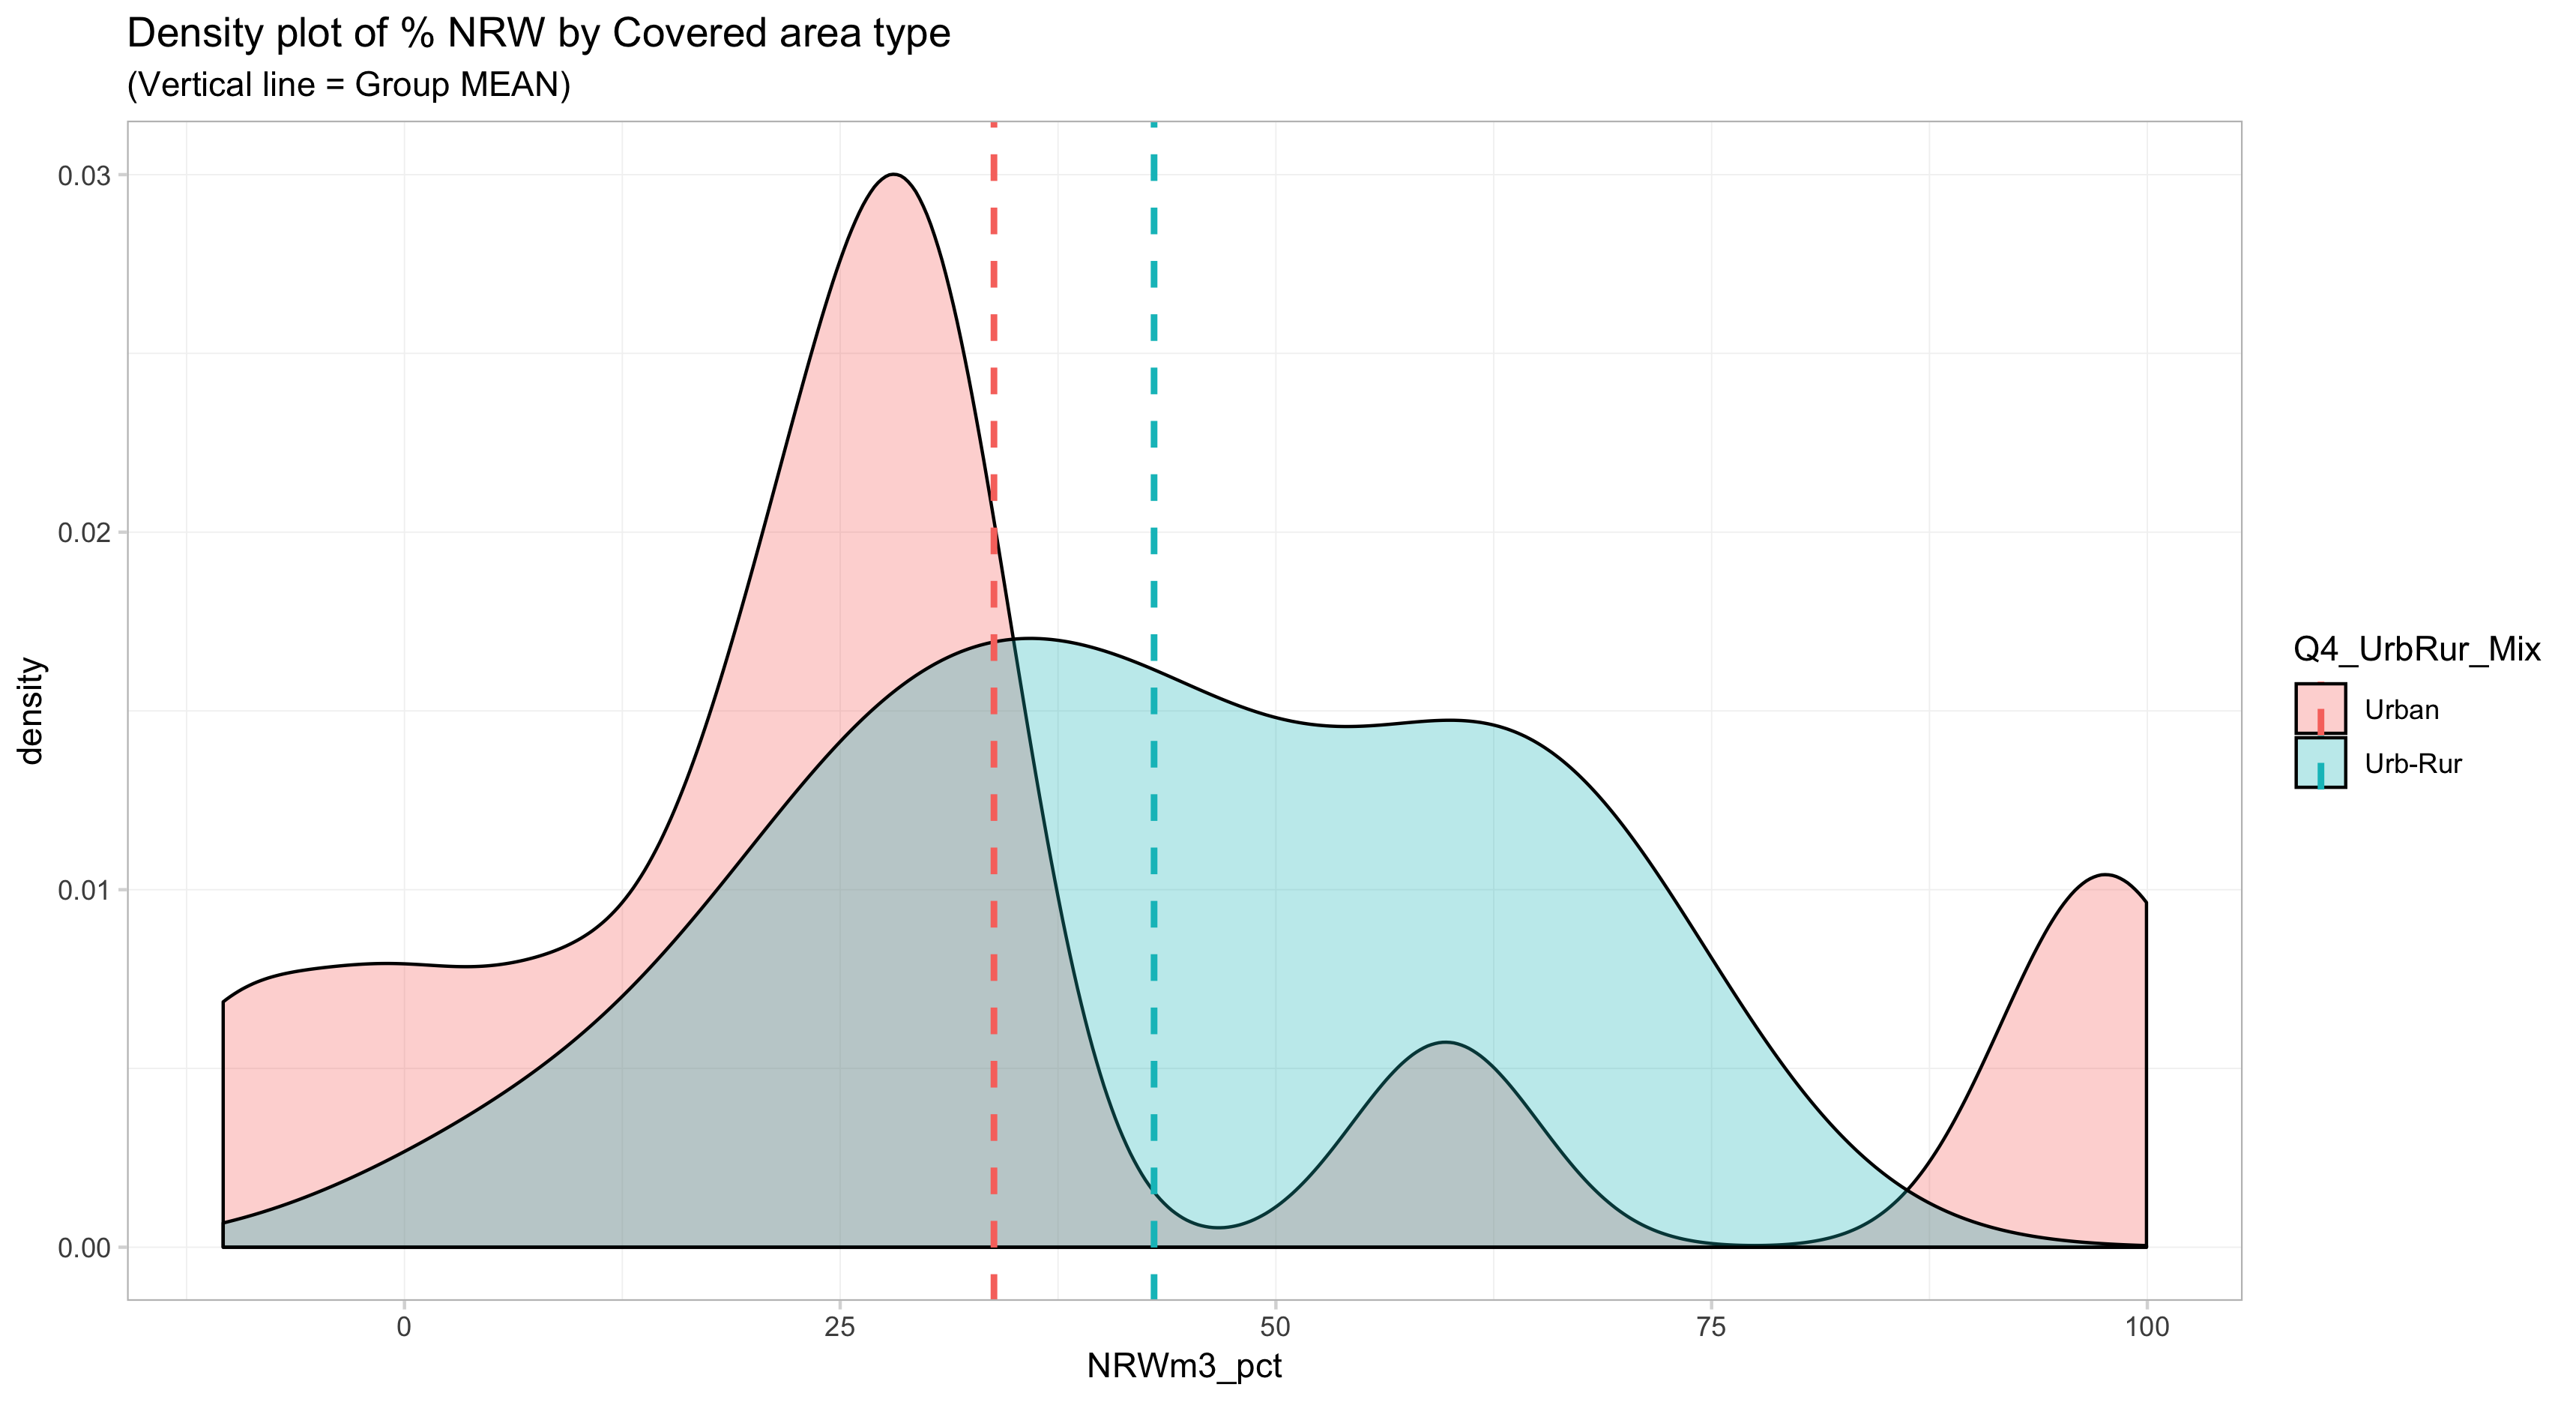 Density plot of % NRW by Covered area type
(Vertical line = Group MEAN)
0.03
0.02
0.01
0.00
density
0
25
50
75
100
NRWm3_pct
Q4_UrbRur_Mix
Urban
Urb-Rur